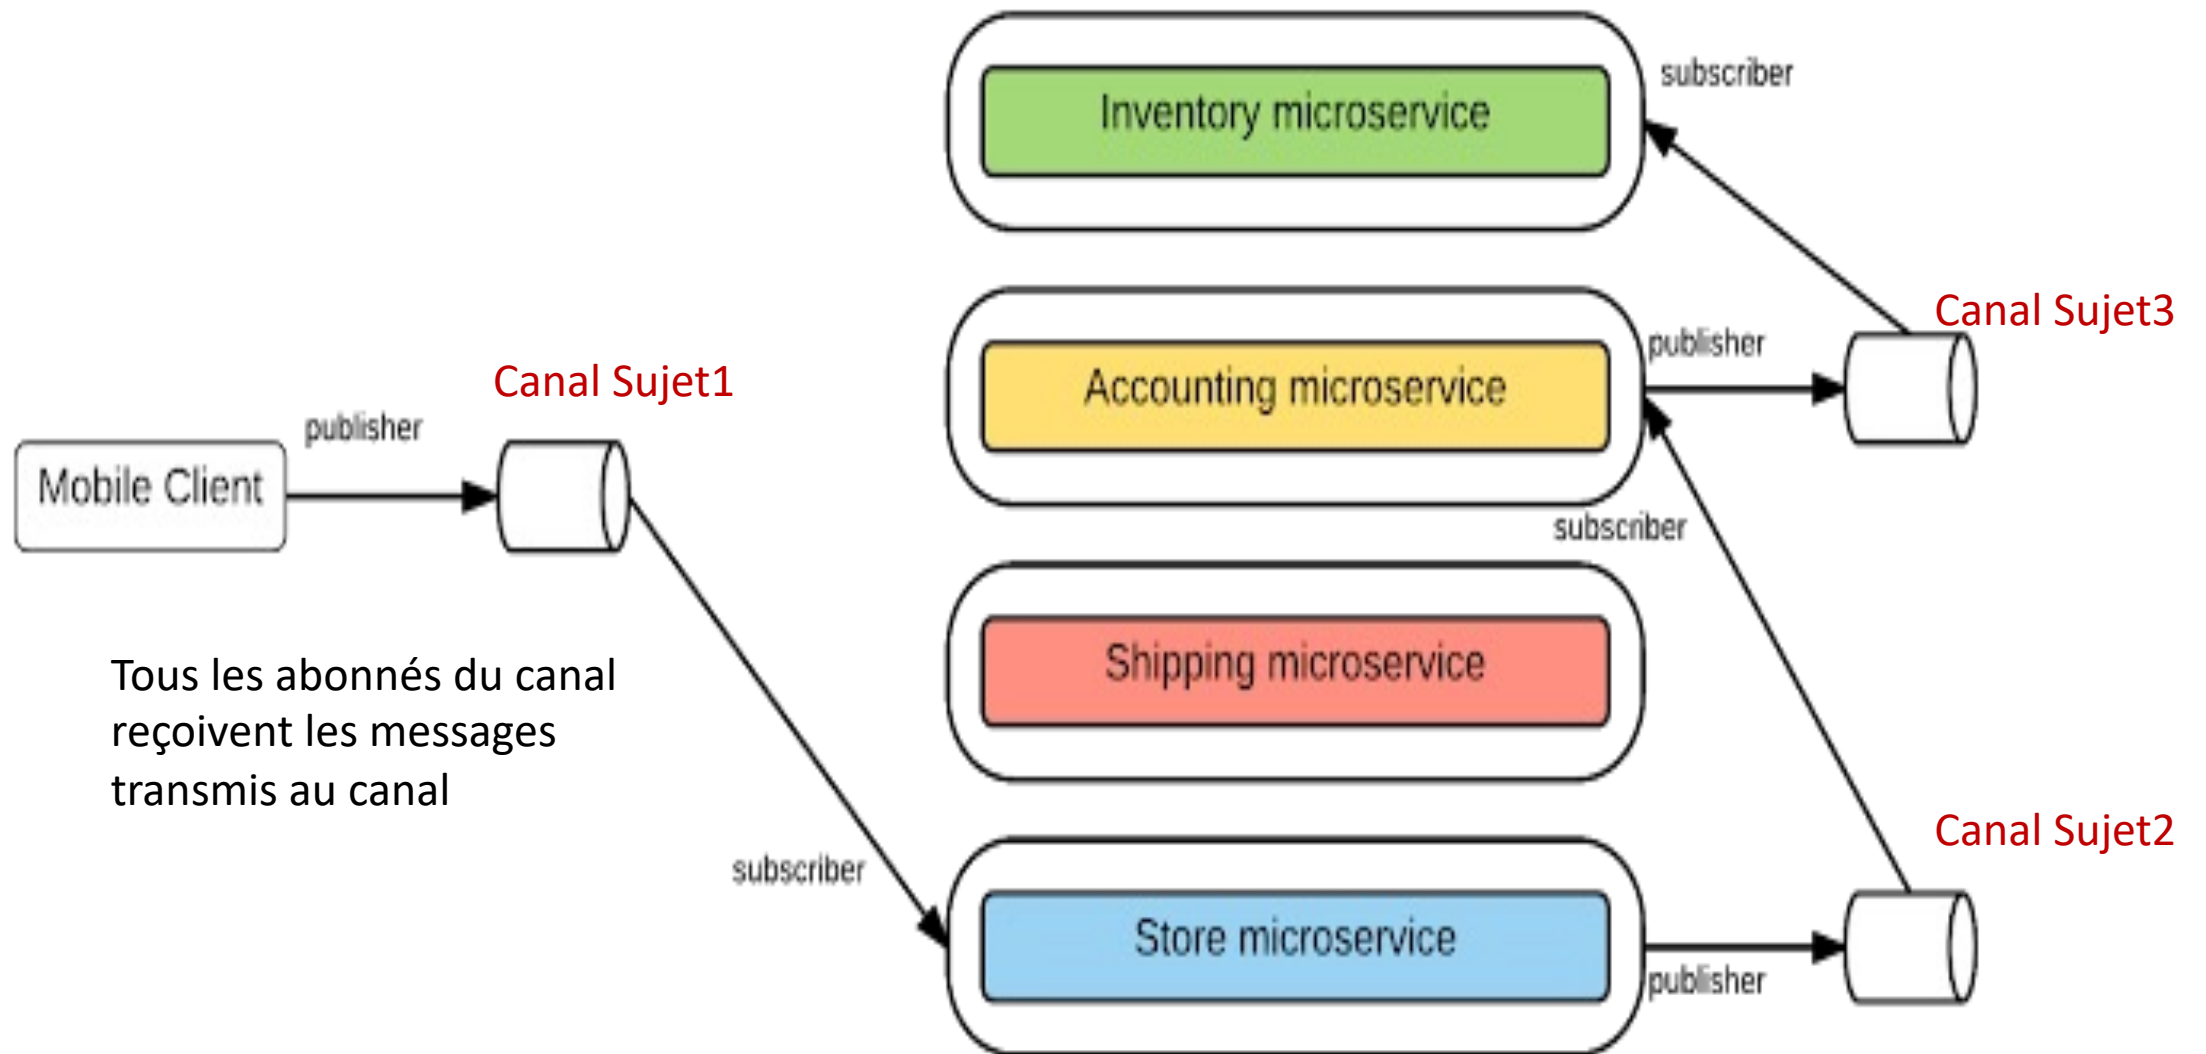 subscriber
Inventory microservice
Canal Sujet3
publisher
Canal Sujet1
Accounting microservice
publisher
Mobile Client
subscriber
Tous les abonnés du canal
reçoivent les messages
transmis au canal
Shipping microservice
Canal Sujet2
subscriber
Store microservice
publisher